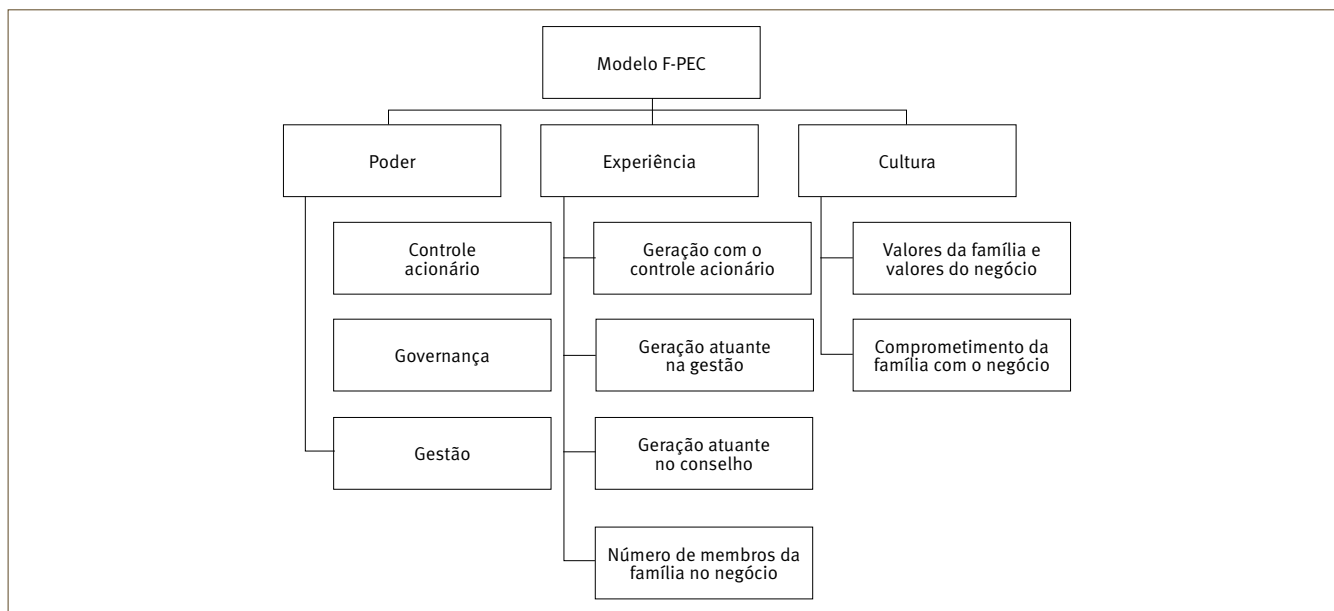 Modelo F-PEC
Poder
Experiência
Cultura
Controle
acionário
Geração com o
controle acionário
Valores da família e
valores do negócio
Governança
Geração atuante
na gestão
Comprometimento da
família com o negócio
Gestão
Geração atuante
no conselho
Número de membros da
família no negócio